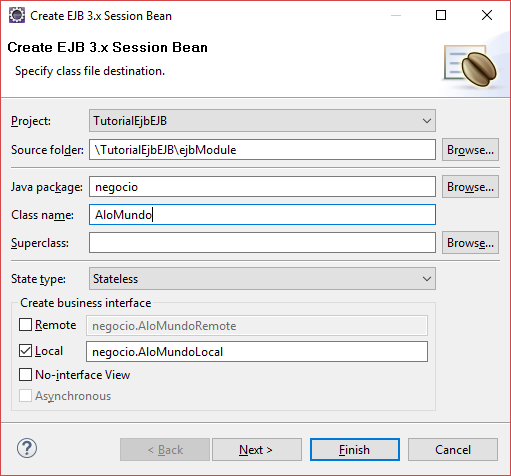 Create EJB 3.x Session Bean
Create EJB 3.x Session Bean
Specify class file destination.
Project: TutorialEjbEJB
Source folder: \TutorialEjbEJB\ejbModule Browse...
Java package: negocio Browse...
Class name: AloMundo
Superclass: Browse...
State type: Stateless
Create business interface
Remote negocio.AloMundoRemote
Local negocio.AloMundoLocal
No-interface View
Asynchronous
? < Back Next > Finish Cancel